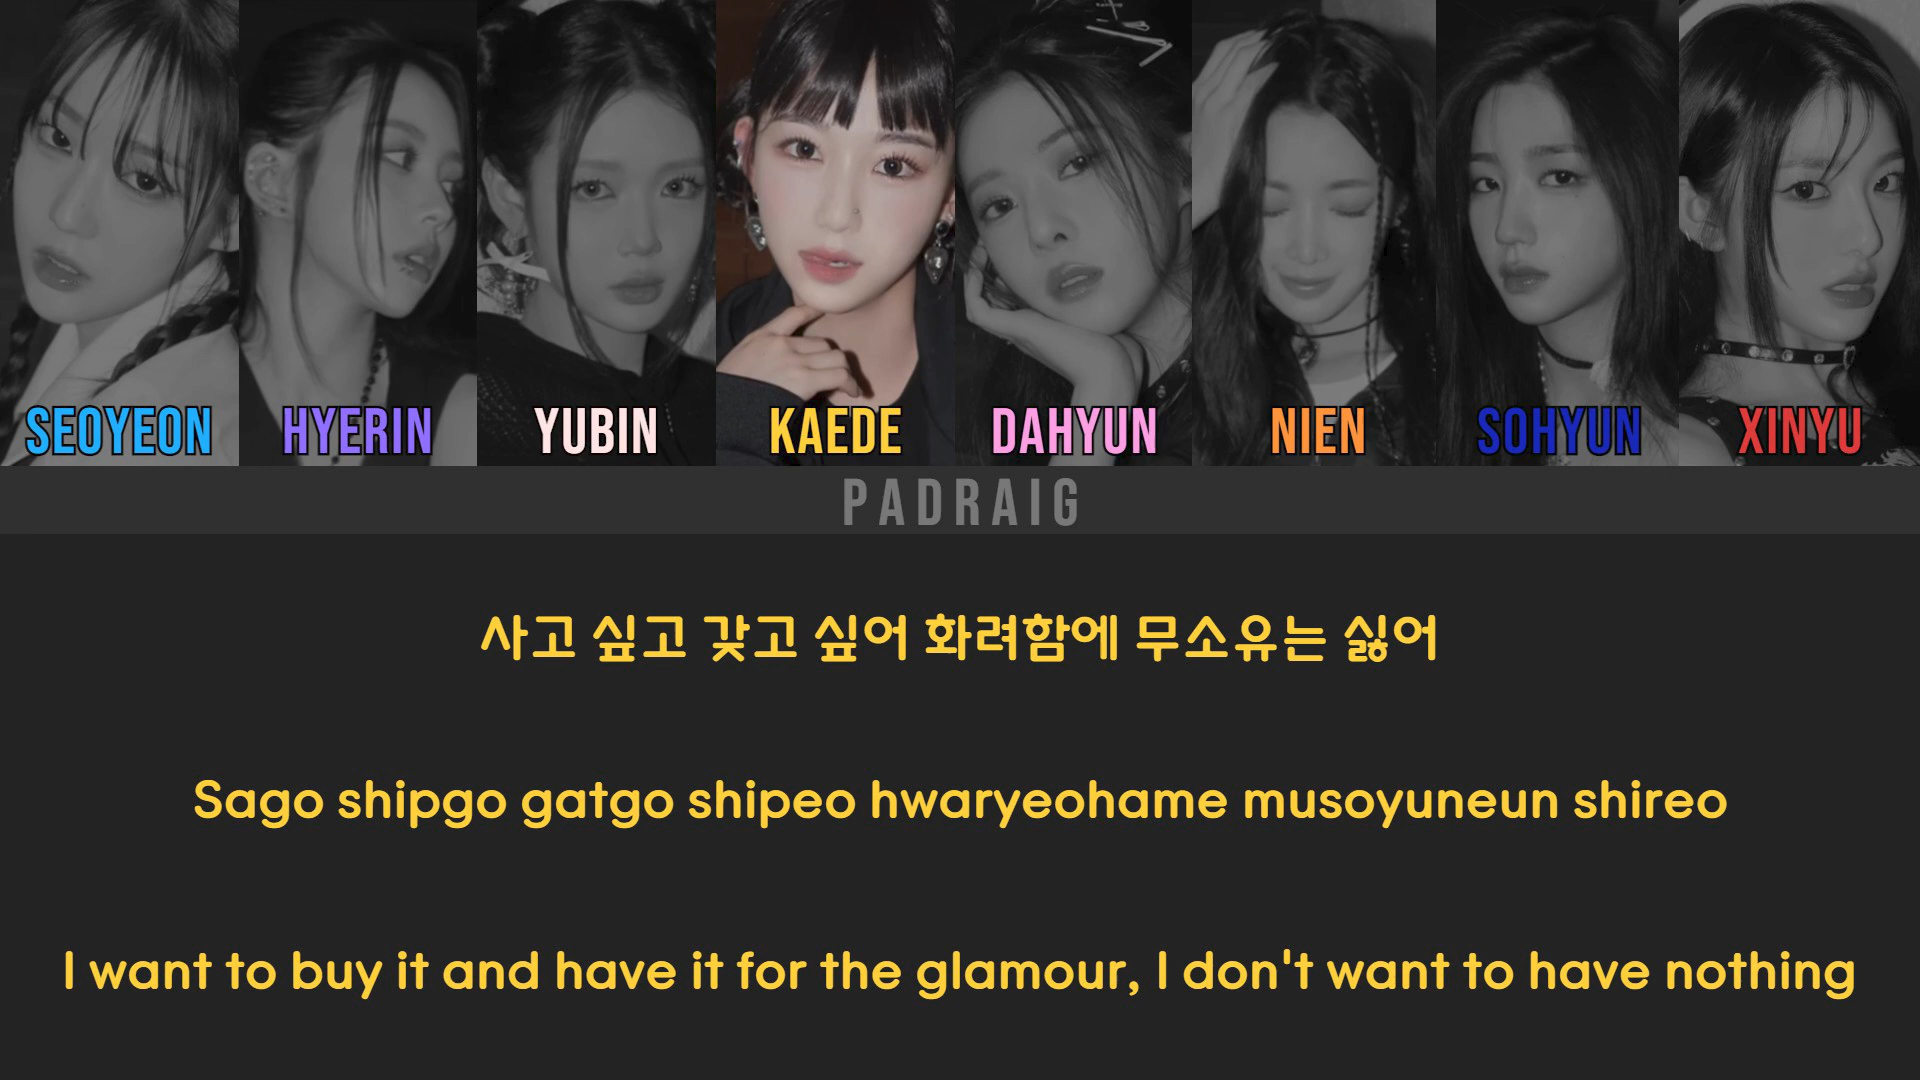 SEOYEON HYERIN YUBIN KAEDE DAHYUN NIEN SOHYUN XINYU
PADRAIG
사고 싶고 갖고 싶어 화려함에 무소유는 싫어
Sago shipgo gatgo shipeo hwaryeohame musoyuneun shireo
I want to buy it and have it for the glamour, I don't want to have nothing